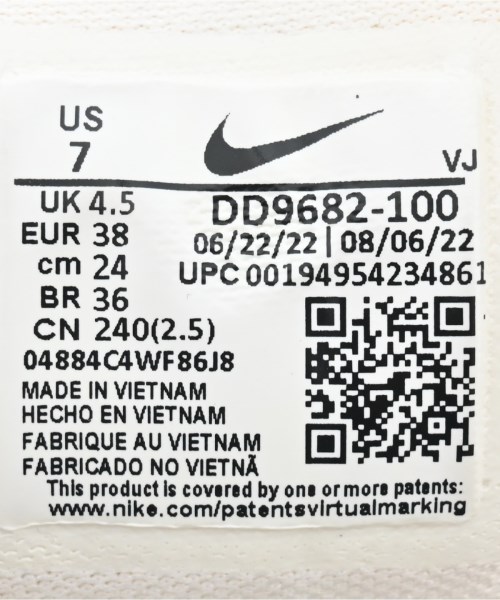 US
7
VJ
UK 4.5
EUR 38
cm 24
BR 36
CN 240(2.5)
DD9682-100
06/22/22 | 08/06/22
UPC 00194954234861
04884C4WF86J8
MADE IN VIETNAM
HECHO EN VIETNAM
FABRIQUE AU VIETNAM
FABRICADO NO VIETNÃ
This product is covered by one or more patents:
www.nike.com/patentsvirtualmarking